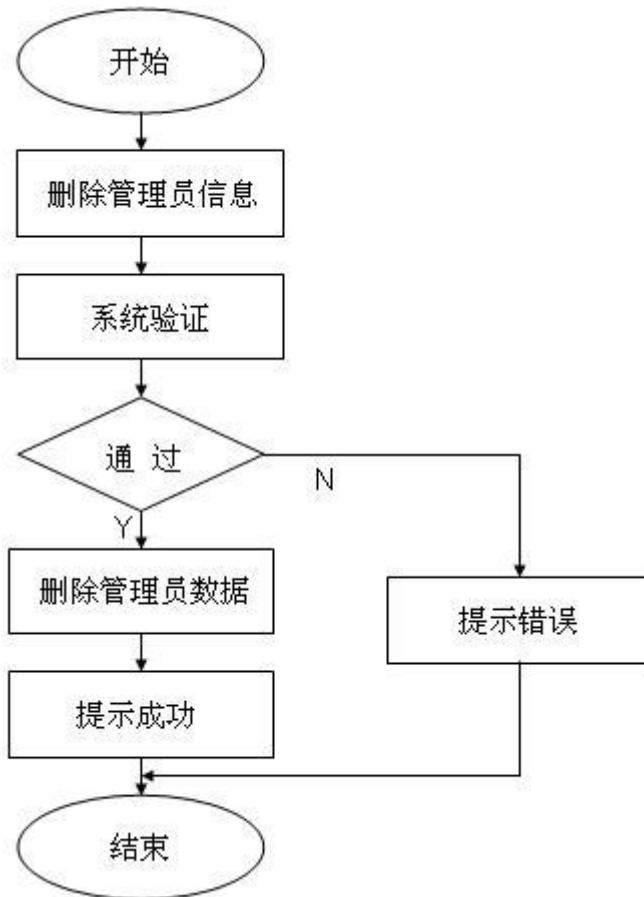 开始
删除管理员信息
系统验证
通 过
N
Y
删除管理员数据
提示错误
提示成功
结束